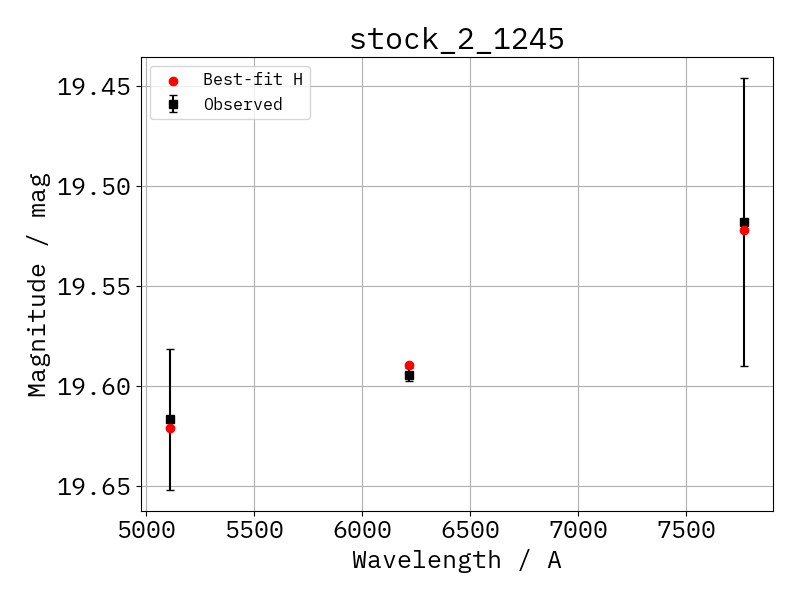 stock_2_1245
Best-fit H
Observed
Magnitude / mag
19.45
19.50
19.55
19.60
19.65
5000 5500 6000 6500 7000 7500
Wavelength / A